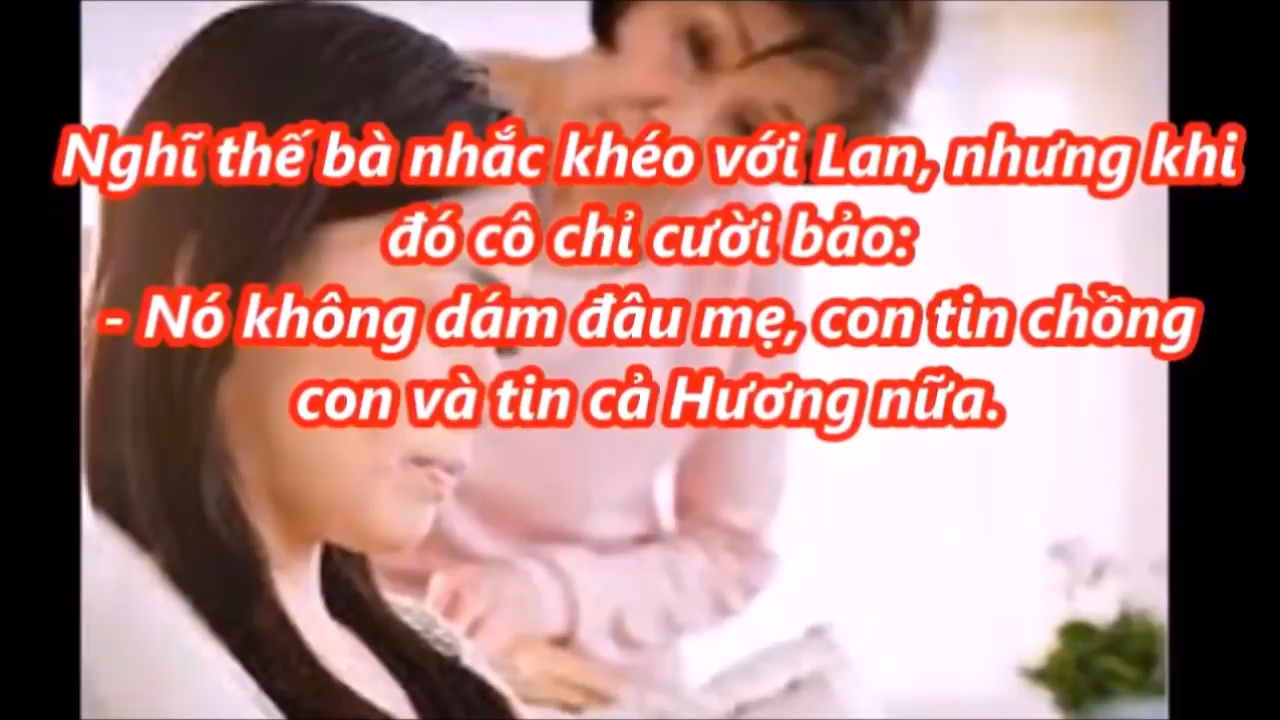 Nghĩ thế bà nhắc khéo với Lan, nhưng khi
đó cô chỉ cười bảo:
- Nó không dám đâu mẹ, con tin chồng
con và tin cả Hương nữa.